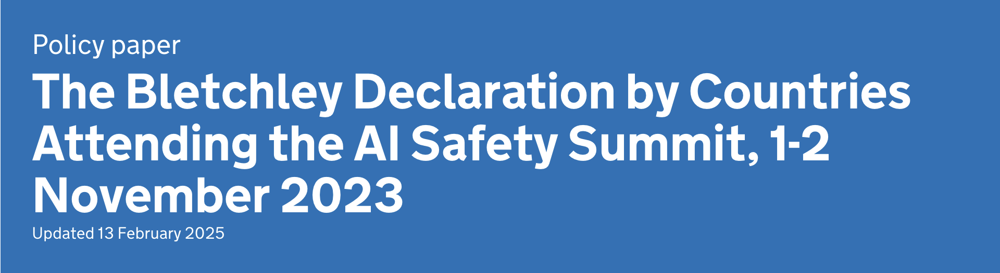 Policy paper
The Bletchley Declaration by Countries
Attending the AI Safety Summit, 1-2
November 2023
Updated 13 February 2025